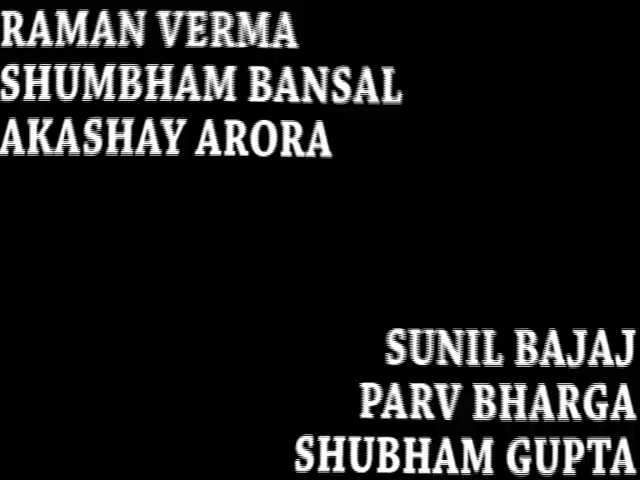 RAMAN VERMA
SHUMBHAM BANSAL
AKASHAY ARORA
SUNIL BAJAJ
PARV BHARGA
SHUBHAM GUPTA